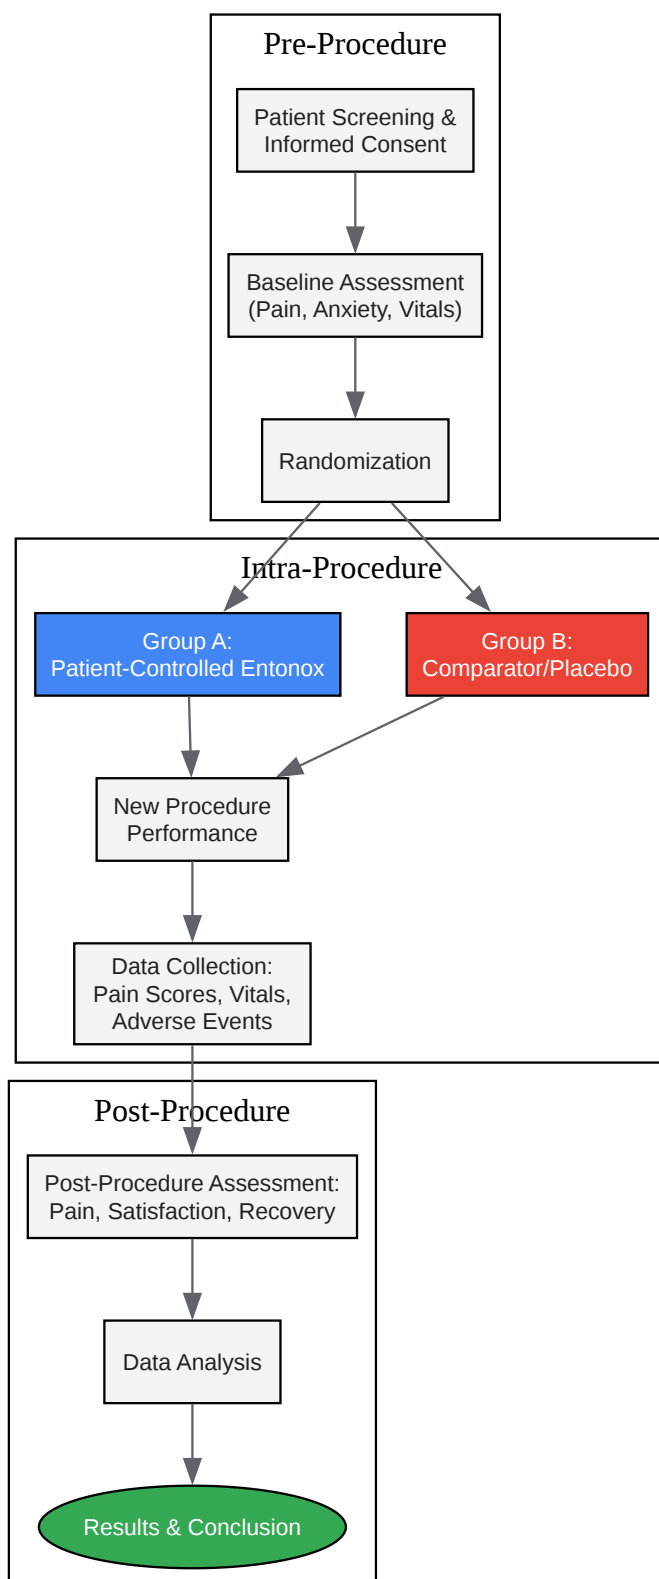 Pre-Procedure
Patient Screening &
Informed Consent
Baseline Assessment
(Pain, Anxiety, Vitals)
Randomization
Intra-Procedure
Group A:
Patient-Controlled Entonox
Group B:
Comparator/Placebo
New Procedure
Performance
Data Collection:
Pain Scores, Vitals,
Adverse Events
Post-Procedure
Post-Procedure Assessment:
Pain, Satisfaction, Recovery
Data Analysis
Results & Conclusion